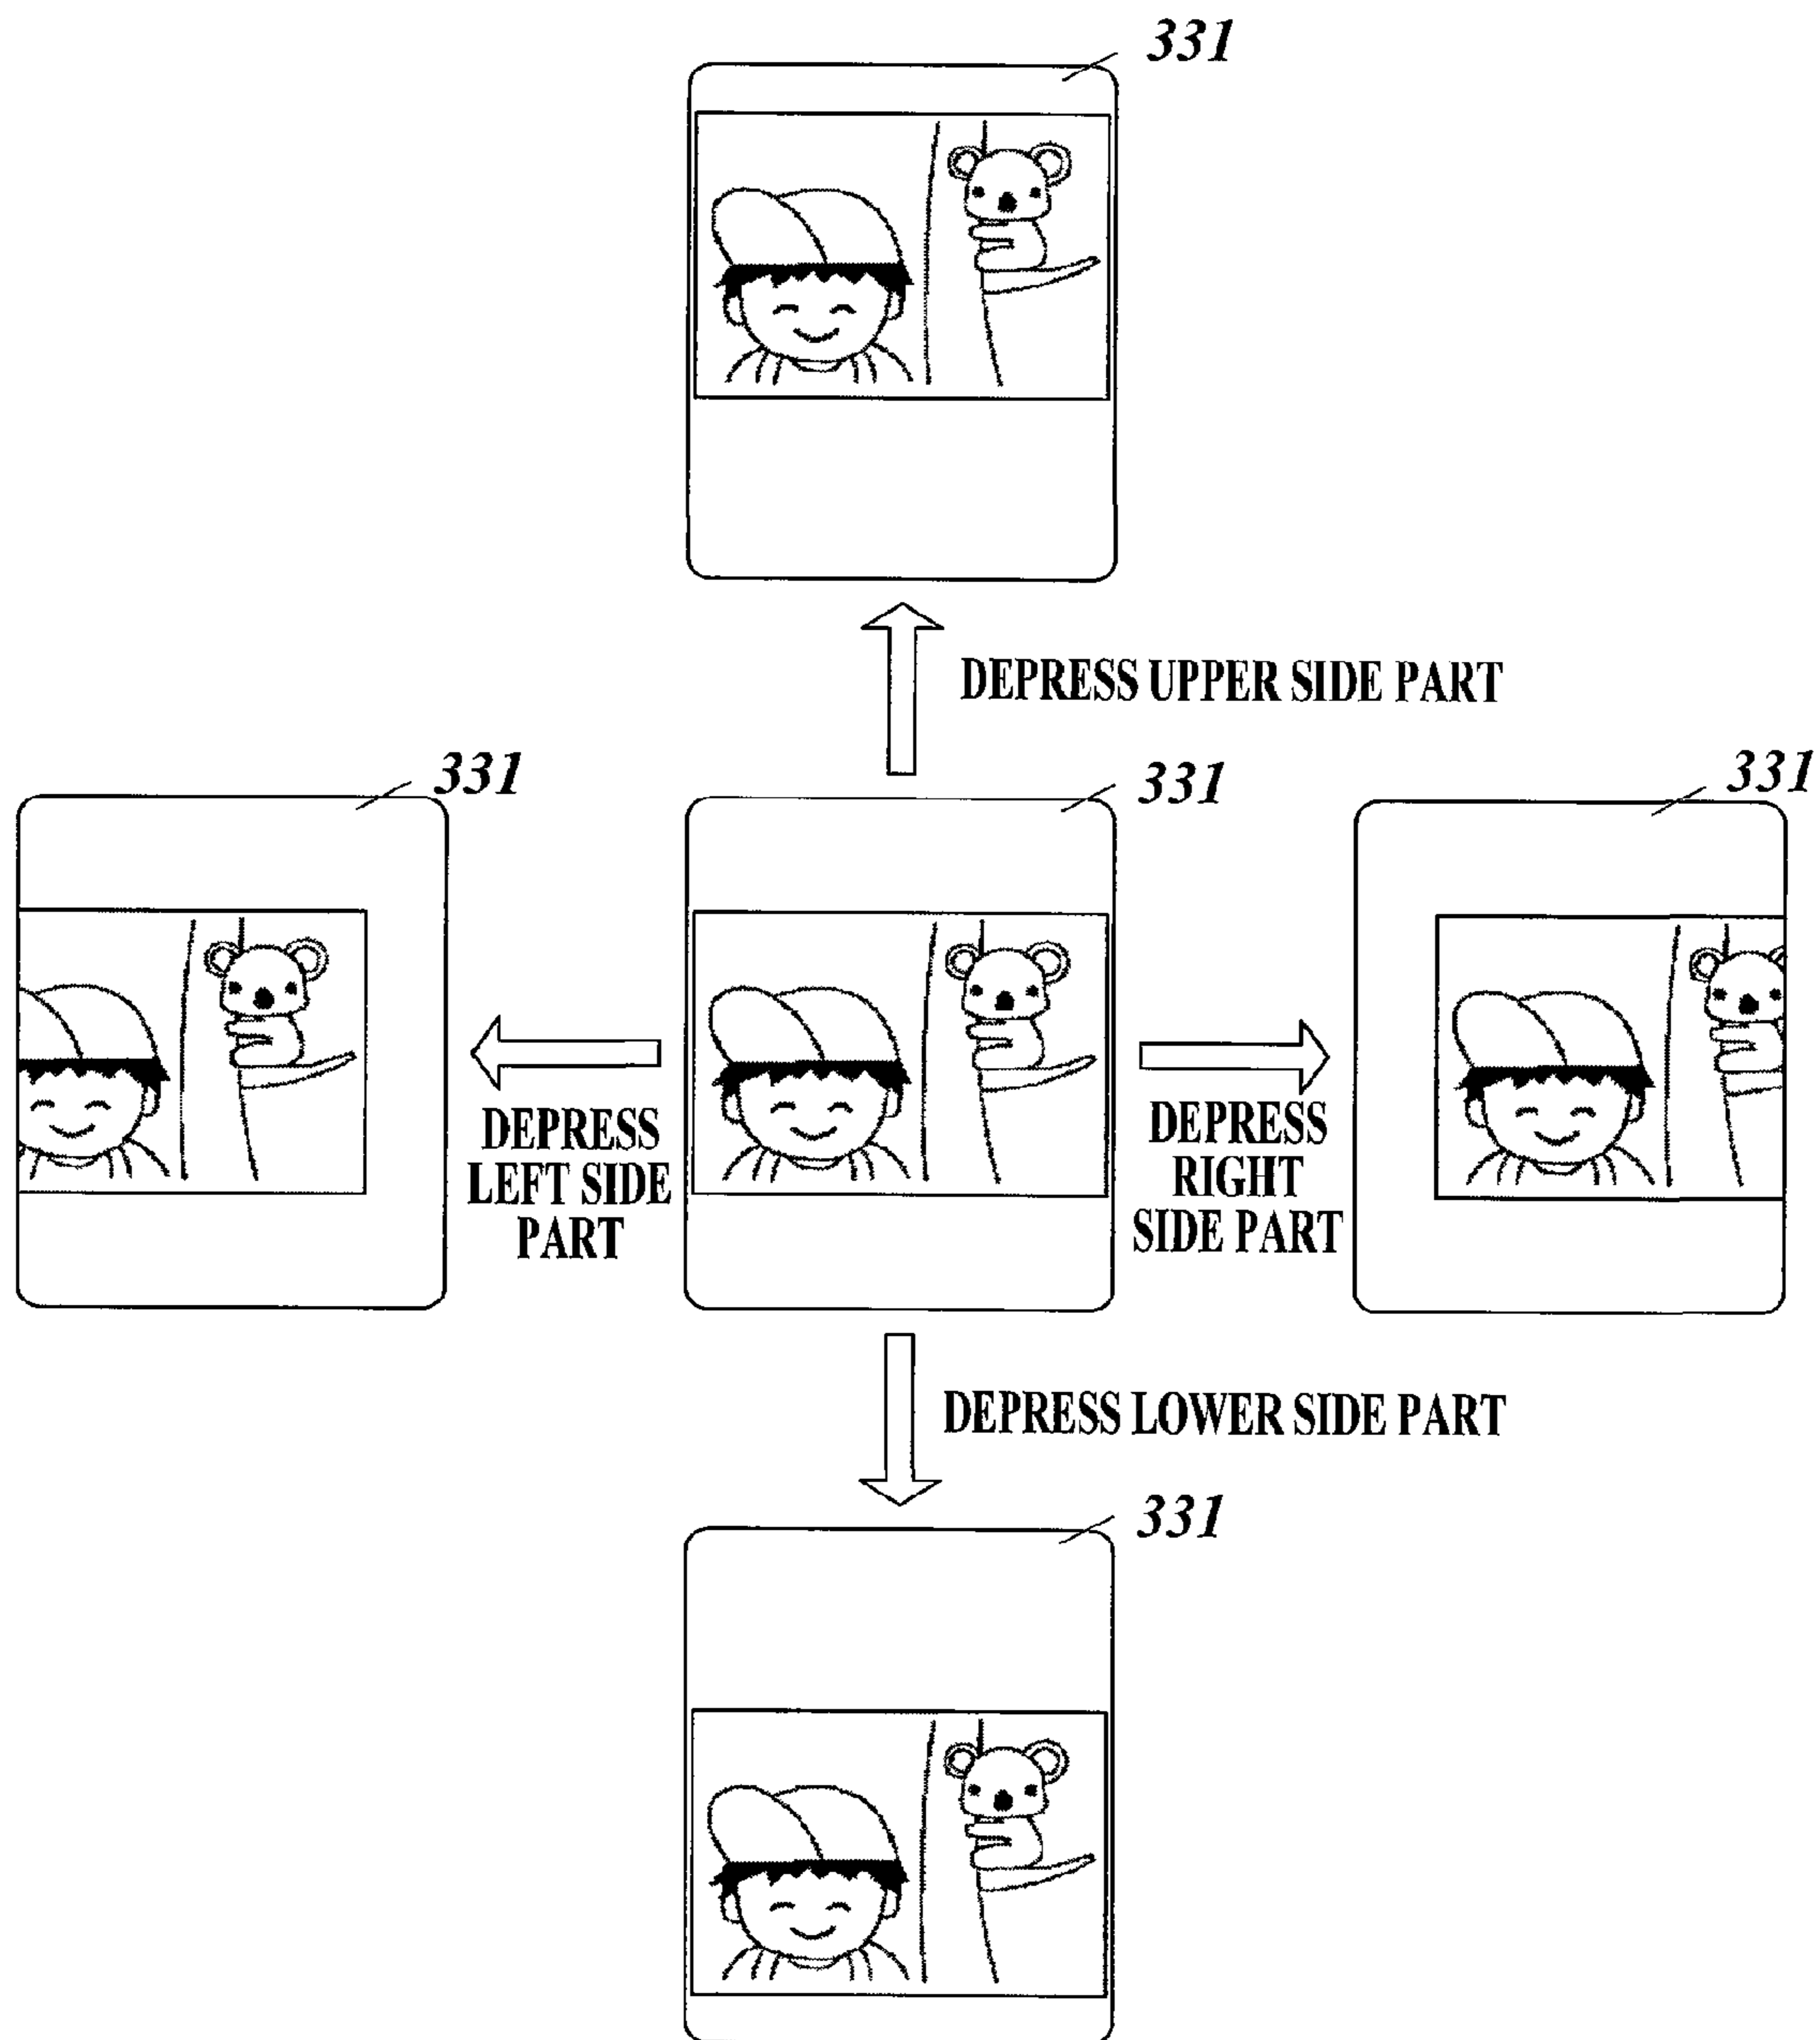 331
DEPRESS UPPER SIDE PART
331
331
331
DEPRESS
LEFT SIDE
PART
DEPRESS
RIGHT
SIDE PART
DEPRESS LOWER SIDE PART
331